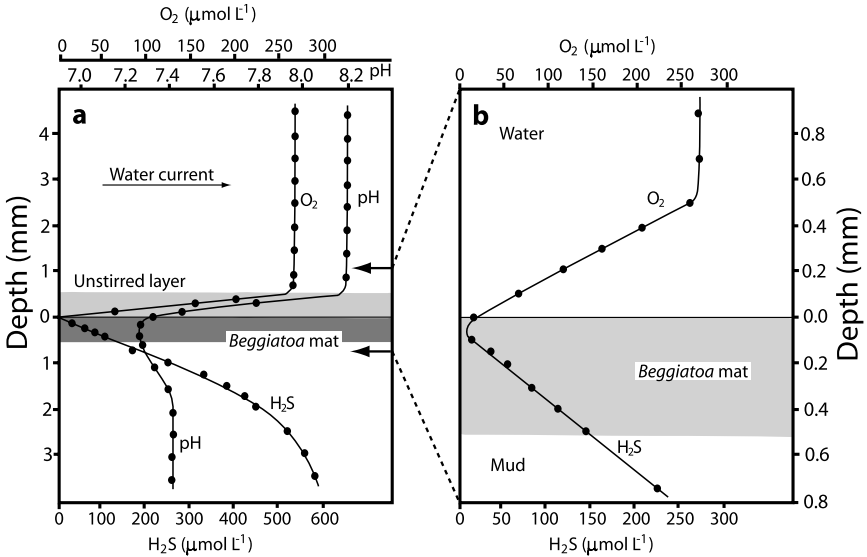 O₂ (μmol L⁻¹)
0 50 100 150 200 250 300
7.0 7.2 7.4 7.6 7.8 8.0 8.2 pH
a
4
3
2
1
0
1
2
3
Depth (mm)
Water current
O₂
pH
Unstirred layer
Beggiatoa mat
H₂S
pH
0 100 200 300 400 500 600
H₂S (μmol L⁻¹)
O₂ (μmol L⁻¹)
0 50 100 150 200 250 300
b
Water
O₂
Beggiatoa mat
H₂S
Mud
0.8
0.6
0.4
0.2
0.0
0.2
0.4
0.6
0.8
Depth (mm)
0 50 100 150 200 250 300
H₂S (μmol L⁻¹)